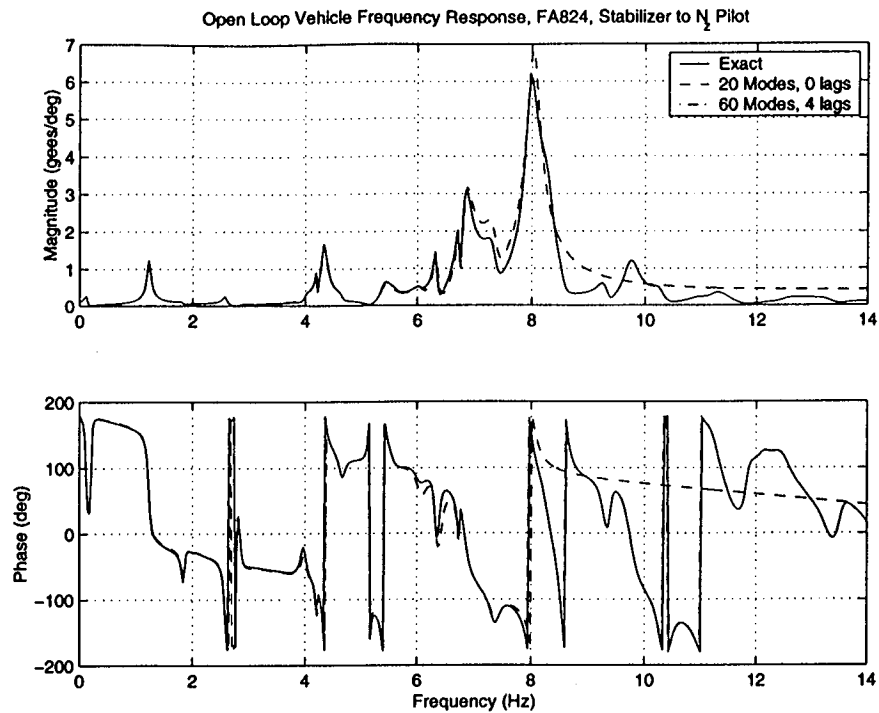 Open Loop Vehicle Frequency Response, FA824, Stabilizer to N_z Pilot
7
6
5
4
3
2
1
0
Magnitude (gees/deg)
Exact
20 Modes, 0 lags
60 Modes, 4 lags
0 2 4 6 8 10 12 14
200
100
0
−100
−200
Phase (deg)
0 2 4 6 8 10 12 14
Frequency (Hz)